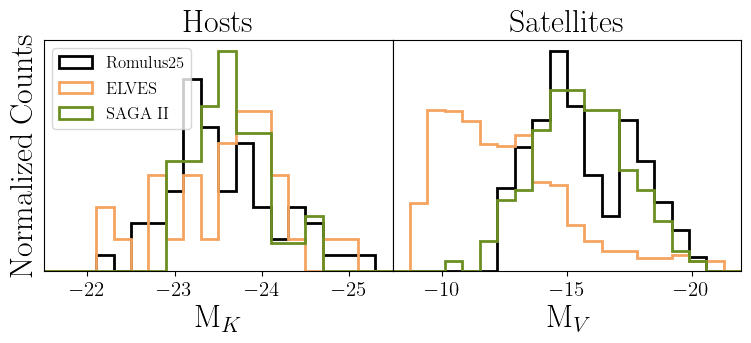 Hosts
Satellites
Normalized Counts
Romulus25
ELVES
SAGA II
−22
−23
−24
−25
−10
−15
−20
M_K
M_V